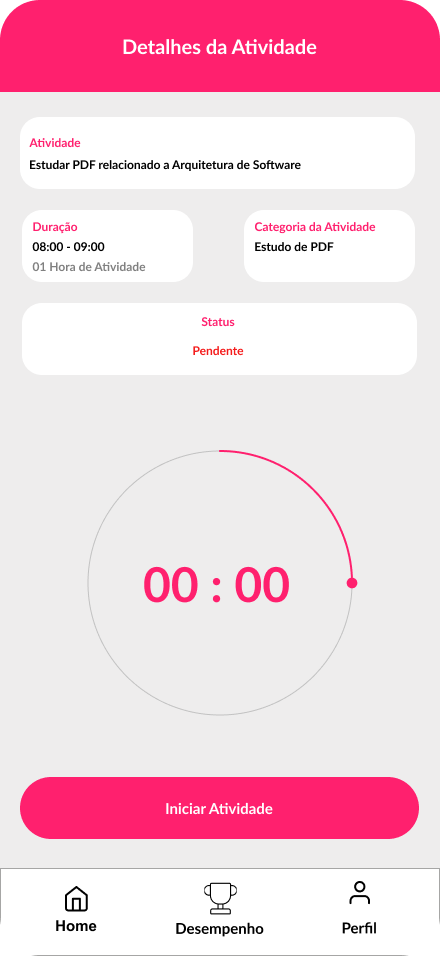 Detalhes da Atividade
Atividade
Estudar PDF relacionado a Arquitetura de Software
Duração
08:00 - 09:00
01 Hora de Atividade
Categoria da Atividade
Estudo de PDF
Status
Pendente
00 : 00
Iniciar Atividade
Home
Desempenho
Perfil